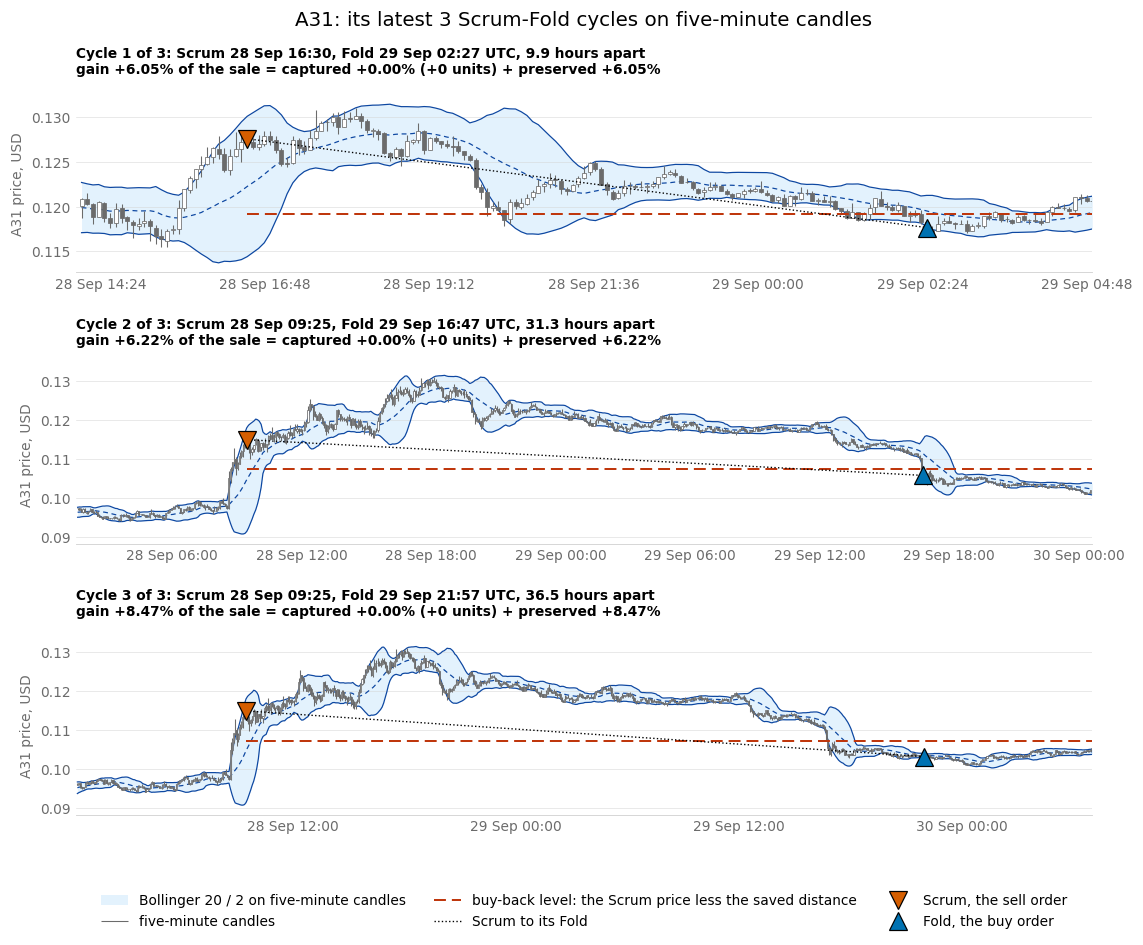 A31: its latest 3 Scrum-Fold cycles on five-minute candles
Cycle 1 of 3: Scrum 28 Sep 16:30, Fold 29 Sep 02:27 UTC, 9.9 hours apart
gain +6.05% of the sale = captured +0.00% (+0 units) + preserved +6.05%
A31 price, USD
0.130
0.125
0.120
0.115
28 Sep 14:24
28 Sep 16:48
28 Sep 19:12
28 Sep 21:36
29 Sep 00:00
29 Sep 02:24
29 Sep 04:48
Cycle 2 of 3: Scrum 28 Sep 09:25, Fold 29 Sep 16:47 UTC, 31.3 hours apart
gain +6.22% of the sale = captured +0.00% (+0 units) + preserved +6.22%
A31 price, USD
0.13
0.12
0.11
0.10
0.09
28 Sep 06:00
28 Sep 12:00
28 Sep 18:00
29 Sep 00:00
29 Sep 06:00
29 Sep 12:00
29 Sep 18:00
30 Sep 00:00
Cycle 3 of 3: Scrum 28 Sep 09:25, Fold 29 Sep 21:57 UTC, 36.5 hours apart
gain +8.47% of the sale = captured +0.00% (+0 units) + preserved +8.47%
A31 price, USD
0.13
0.12
0.11
0.10
0.09
28 Sep 12:00
29 Sep 00:00
29 Sep 12:00
30 Sep 00:00
Bollinger 20 / 2 on five-minute candles
five-minute candles
buy-back level: the Scrum price less the saved distance
Scrum to its Fold
Scrum, the sell order
Fold, the buy order